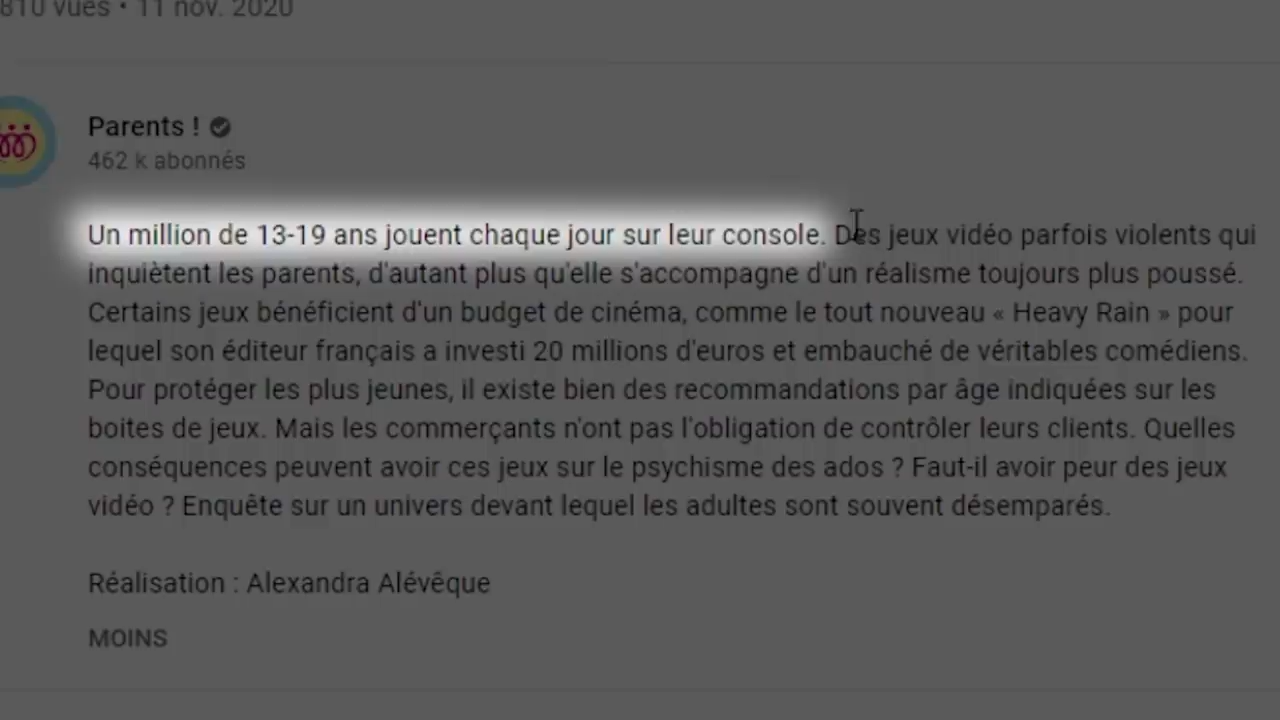 810 vues • 11 nov. 2020
Parents !
462 k abonnés
Un million de 13-19 ans jouent chaque jour sur leur console. Des jeux vidéo parfois violents qui
inquiètent les parents, d'autant plus qu'elle s'accompagne d'un réalisme toujours plus poussé.
Certains jeux bénéficient d'un budget de cinéma, comme le tout nouveau « Heavy Rain » pour
lequel son éditeur français a investi 20 millions d'euros et embauché de véritables comédiens.
Pour protéger les plus jeunes, il existe bien des recommandations par âge indiquées sur les
boites de jeux. Mais les commerçants n'ont pas l'obligation de contrôler leurs clients. Quelles
conséquences peuvent avoir ces jeux sur le psychisme des ados ? Faut-il avoir peur des jeux
vidéo ? Enquête sur un univers devant lequel les adultes sont souvent désemparés.
Réalisation : Alexandra Alévêque
MOINS